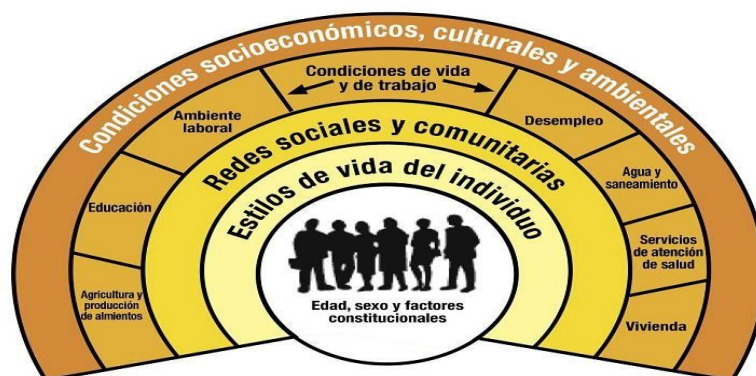 Condiciones socioeconómicos, culturales y ambientales
Condiciones de vida
y de trabajo
Ambiente
laboral
Desempleo
Educación
Agua
y saneamiento
Agricultura y
producción
de almientos
Servicios
de atención
de salud
Vivienda
Redes sociales y comunitarias
Estilos de vida del individuo
Edad, sexo y factores
constitucionales